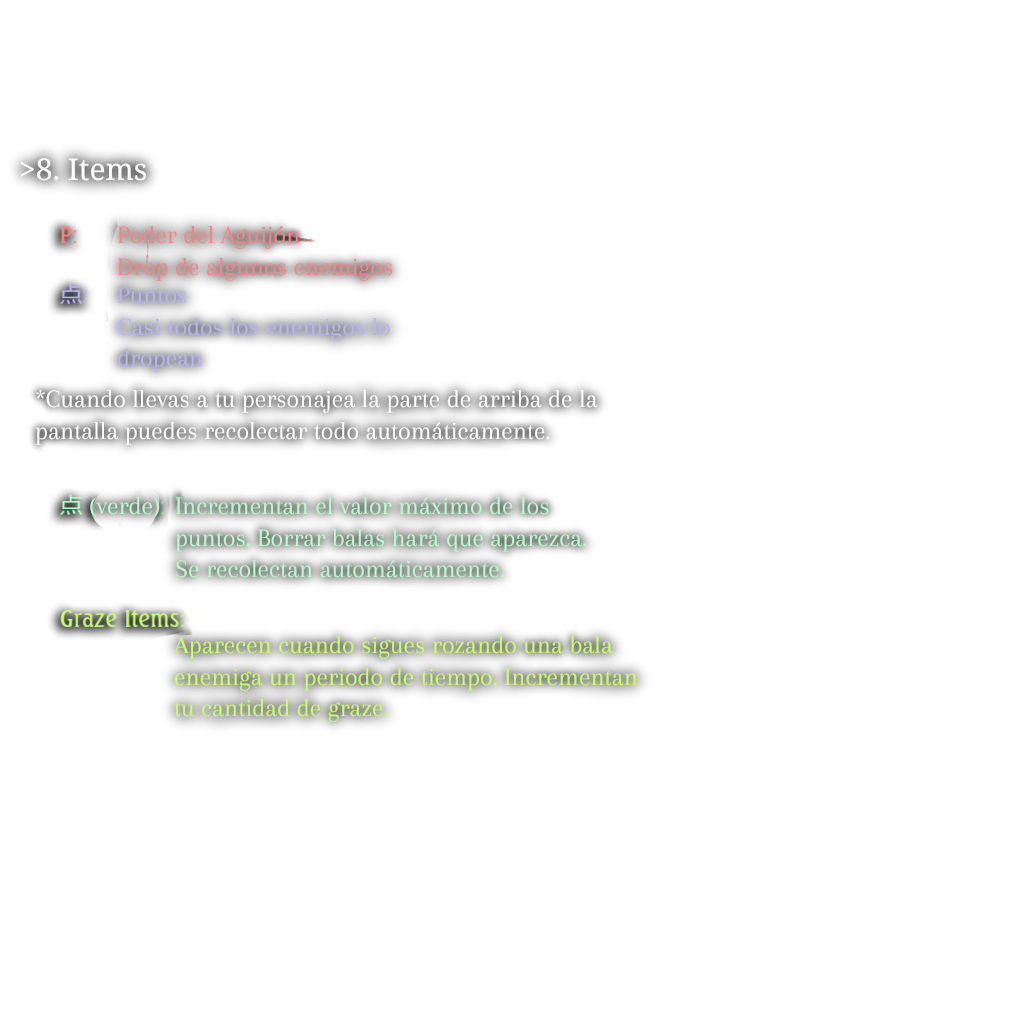 >8. Items
P: Poder del Aguijón
Drop de algunos enemigos
点: Puntos
Casi todos los enemigos lo
dropean
*Cuando llevas a tu personajea la parte de arriba de la
pantalla puedes recolectar todo automáticamente.
点 (verde) Incrementan el valor máximo de los
puntos. Borrar balas hará que aparezca.
Se recolectan automáticamente.
Graze Items:
Aparecen cuando sigues rozando una bala
enemiga un periodo de tiempo. Incrementan
tu cantidad de graze.